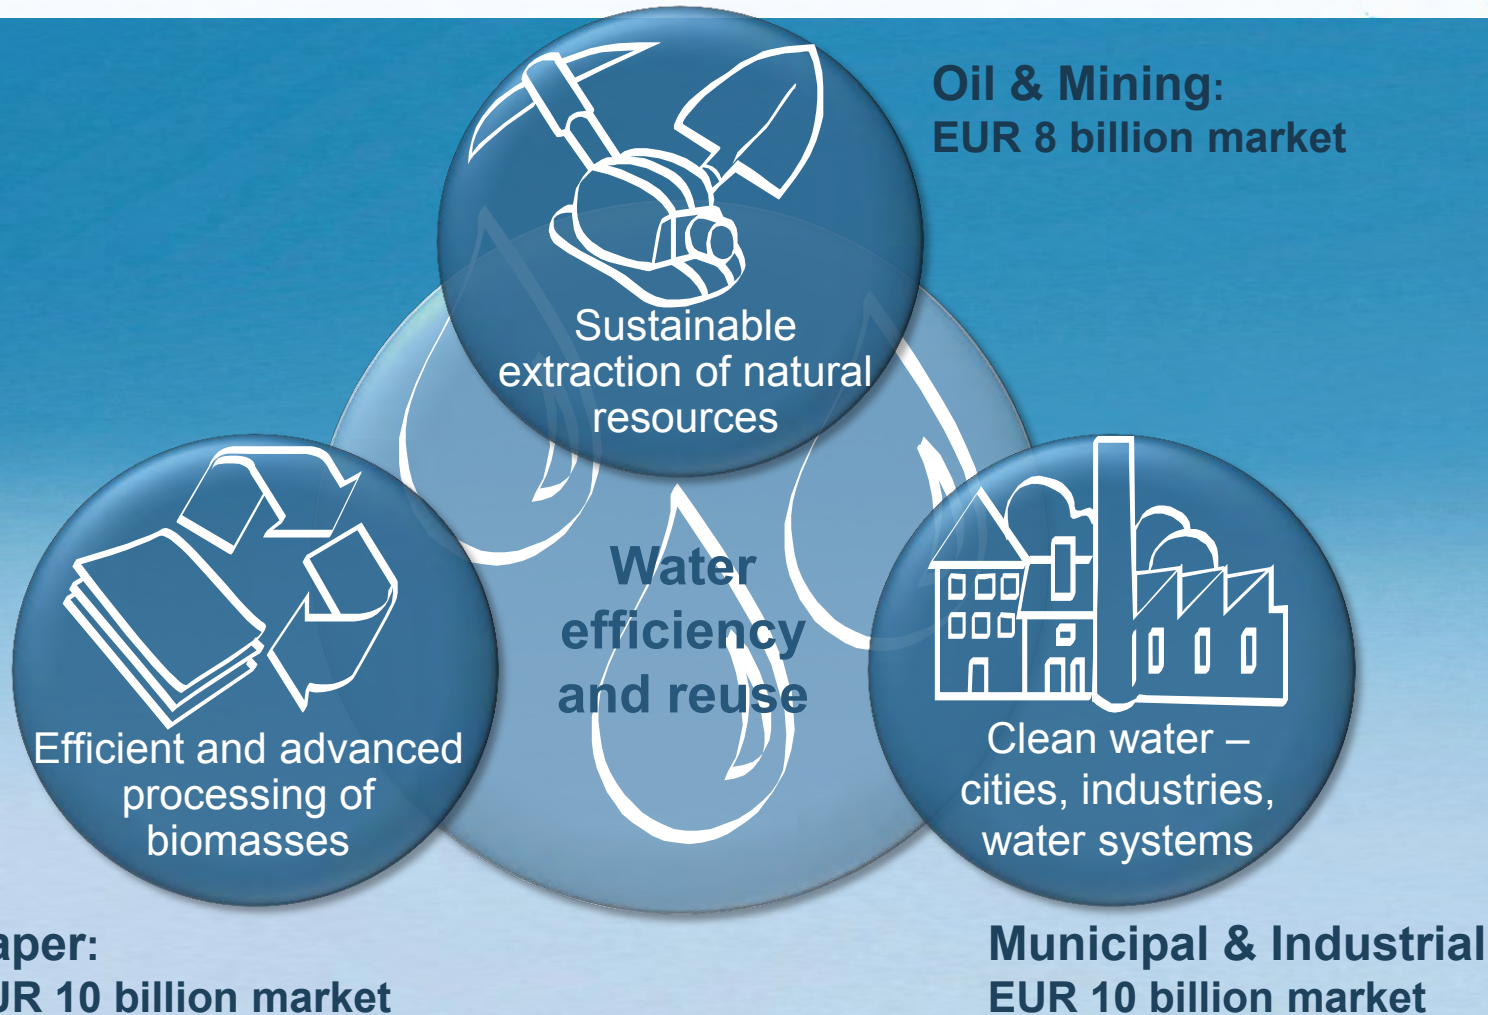 Oil & Mining:
EUR 8 billion market
Sustainable
extraction of natural
resources
Water
efficiency
and reuse
Efficient and advanced
processing of
biomasses
Clean water –
cities, industries,
water systems
aper:
UR 10 billion market
Municipal & Industrial
EUR 10 billion market